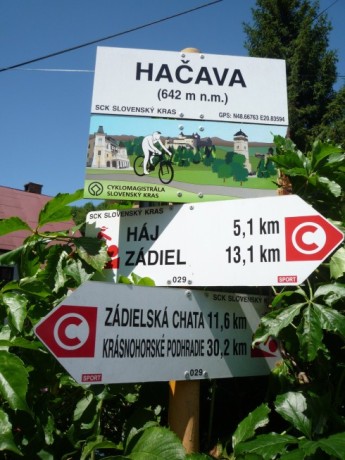 HAČAVA
(642 m n.m.)
SCK SLOVENSKÝ KRAS
GPS: N48.66763 E20.83594
CYKLOMAGISTRÁLA
SLOVENSKÝ KRAS
SCK SLOVENSKÝ KRAS
HÁJ 5,1 km
ZÁDIEL 13,1 km
C
029
SPORT
SCK SLOVENSKÝ
C
ZÁDIELSKÁ CHATA 11,6 km
KRÁSNOHORSKÉ PODHRADIE 30,2 km
SPORT
029